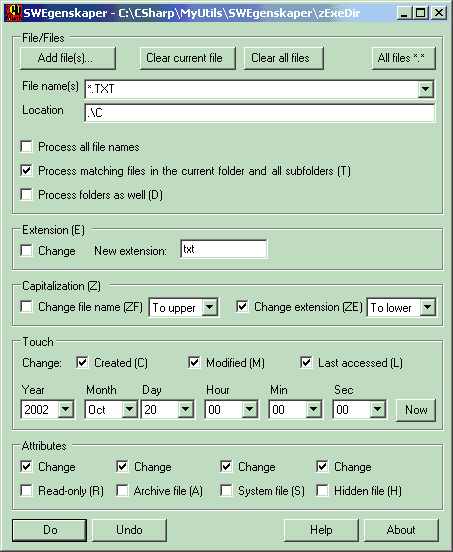 SWEgenskaper - C:\CSharp\MyUtils\SWEgenskaper\zExeDir
File/Files
Add file(s)... Clear current file Clear all files All files *.*
File name(s) *.TXT
Location .\C
Process all file names
Process matching files in the current folder and all subfolders (T)
Process folders as well (D)
Extension (E)
Change New extension: txt
Capitalization (Z)
Change file name (ZF) To upper Change extension (ZE) To lower
Touch
Change: Created (C) Modified (M) Last accessed (L)
Year Month Day Hour Min Sec
2002 Oct 20 00 00 00 Now
Attributes
Change Change Change Change
Read-only (R) Archive file (A) System file (S) Hidden file (H)
Do Undo Help About